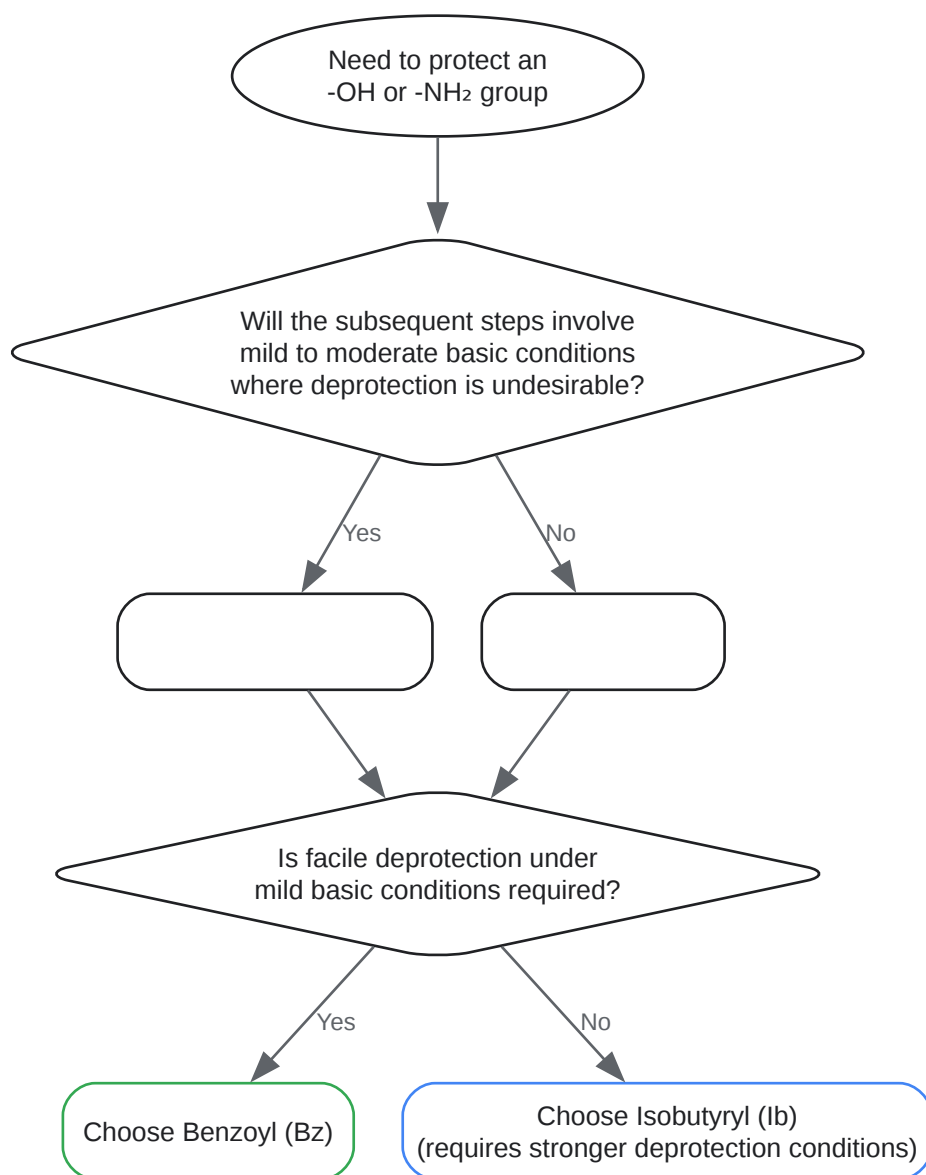 Need to protect an
-OH or -NH₂ group
Will the subsequent steps involve
mild to moderate basic conditions
where deprotection is undesirable?
Yes
No
Is facile deprotection under
mild basic conditions required?
Yes
No
Choose Benzoyl (Bz)
Choose Isobutyryl (Ib)
(requires stronger deprotection conditions)